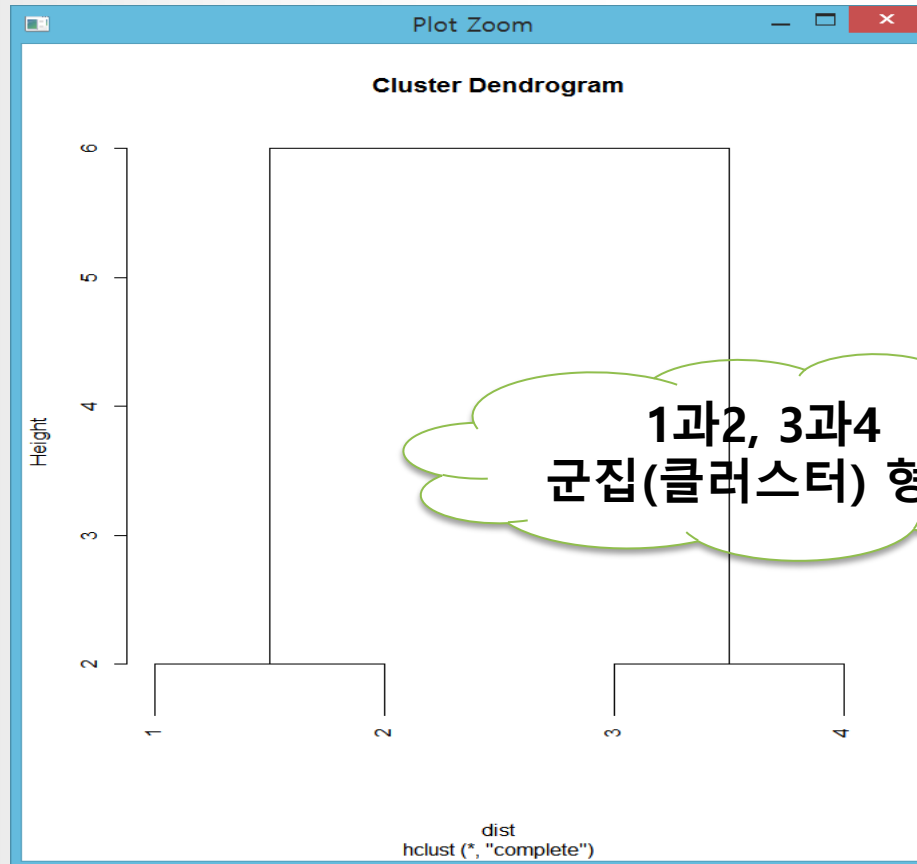 Plot Zoom
Cluster Dendrogram
Height
6
5
4
3
2
1과2, 3과4
군집(클러스터)
1 2 3 4
dist
hclust (*, "complete")